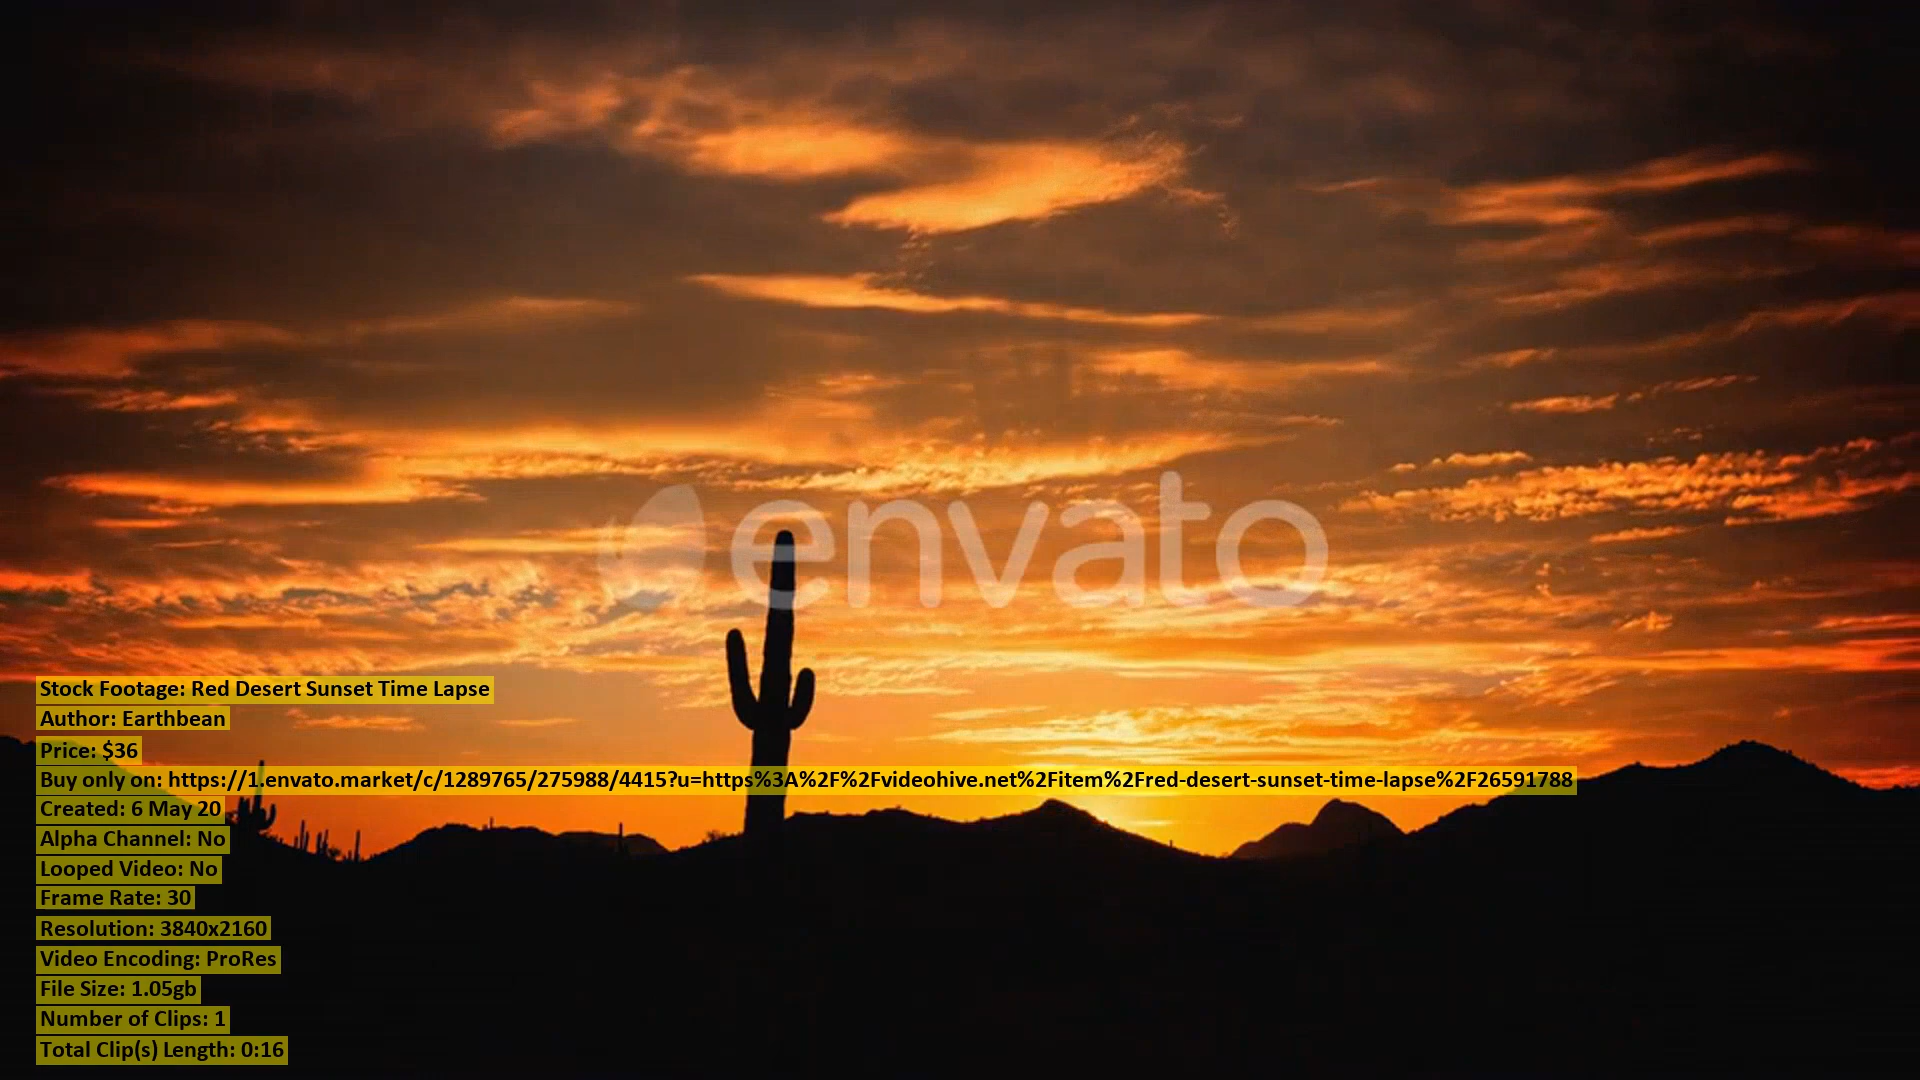 envato
Stock Footage: Red Desert Sunset Time Lapse
Author: Earthbean
Price: $36
Buy only on: https://1.envato.market/c/1289765/275988/4415?u=https%3A%2F%2Fvideohive.net%2Fitem%2Fred-desert-sunset-time-lapse%2F26591788
Created: 6 May 20
Alpha Channel: No
Looped Video: No
Frame Rate: 30
Resolution: 3840x2160
Video Encoding: ProRes
File Size: 1.05gb
Number of Clips: 1
Total Clip(s) Length: 0:16